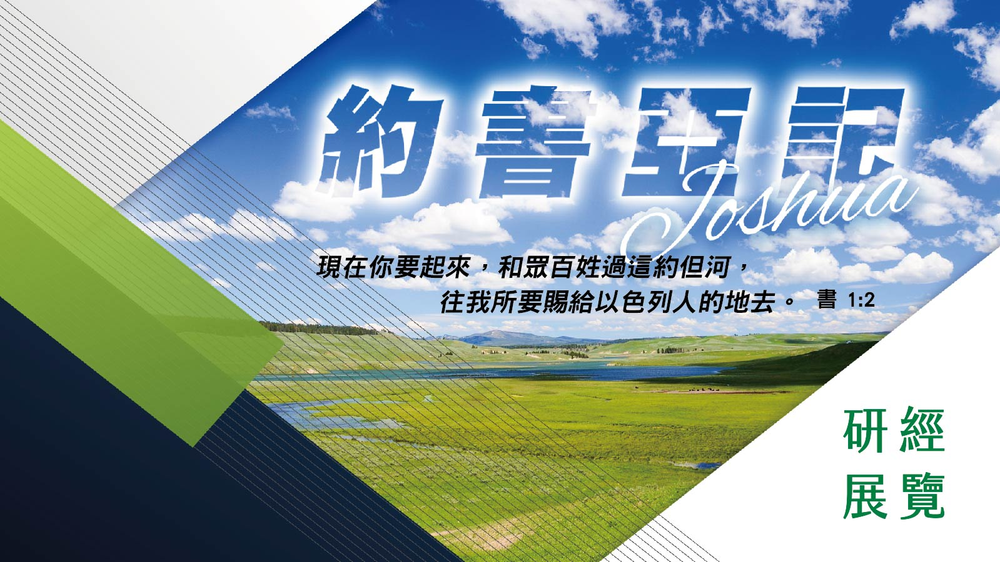 約書亞記
Joshua
現在你要起來，和眾百姓過這約但河，
往我所要賜給以色列人的地去。 書 1:2
研經
展覽